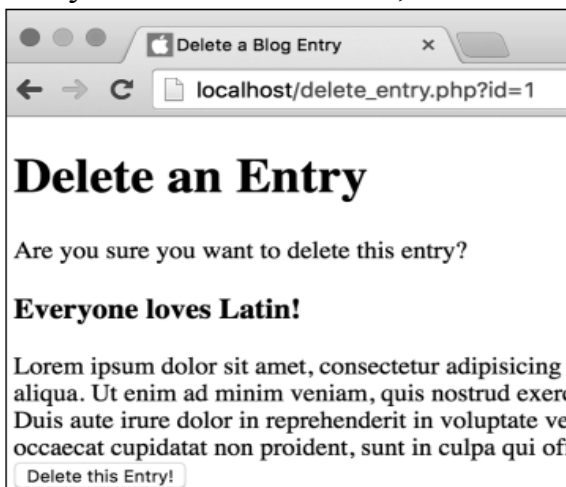 Delete a Blog Entry
localhost/delete_entry.php?id=1
Delete an Entry
Are you sure you want to delete this entry?
Everyone loves Latin!
Lorem ipsum dolor sit amet, consectetur adipisicing
aliqua. Ut enim ad minim veniam, quis nostrud
Duis aute irure dolor in reprehenderit in voluptate
occaecat cupidatat non proident, sunt in culpa qui
Delete this Entry!